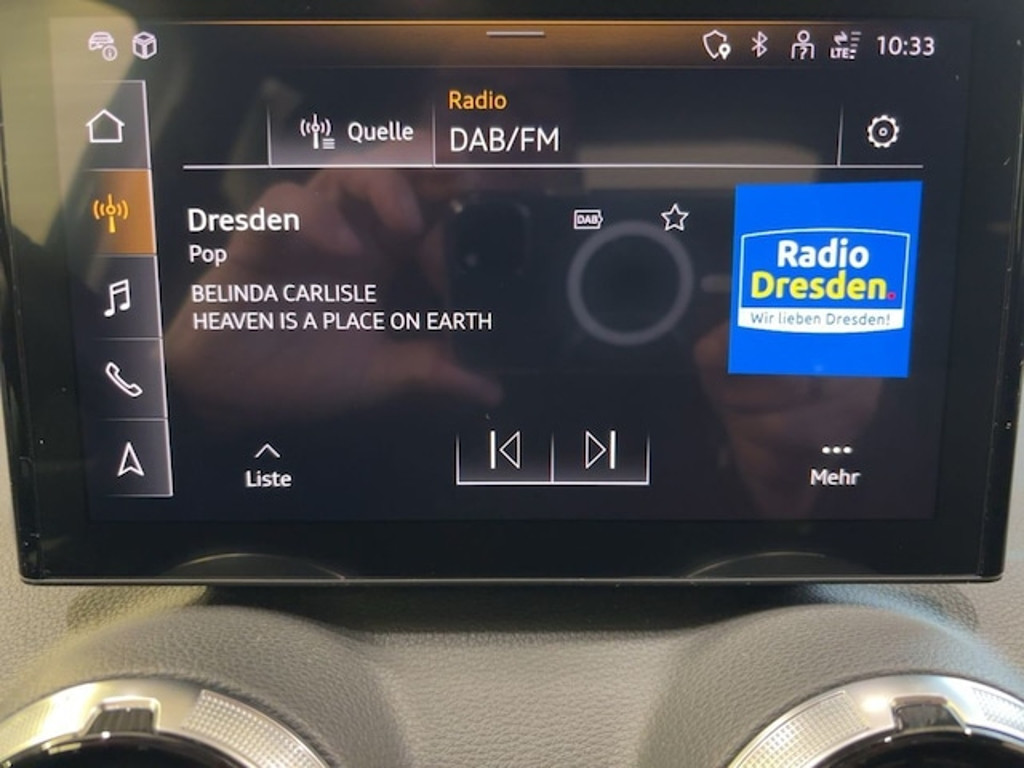 LTE
10:33
Radio
Quelle
DAB/FM
Dresden
DAB
Pop
BELINDA CARLISLE
HEAVEN IS A PLACE ON EARTH
Radio
Dresden.
Wir lieben Dresden!
Liste
Mehr